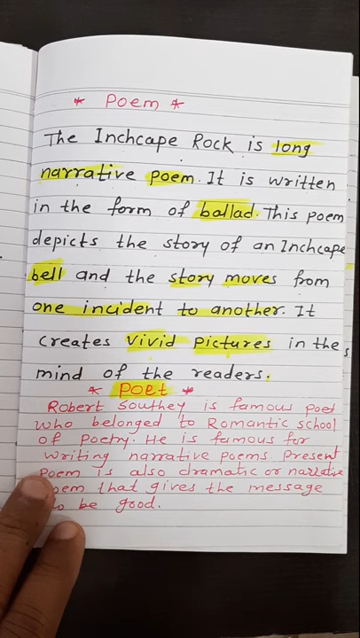 * Poem *
The Inchcape Rock is long
narrative poem. It is written
in the form of ballad. This poem
depicts the story of an Inchcape
bell and the story moves from
one incident to another. It
creates vivid pictures in the
mind of the readers.
* Poet *
Robert Southey is famous poet
who belonged to Romantic school
of Poetry. He is famous for
writing narrative poems. Present
Poem is also dramatic or narrative
poem that gives the message
be good.